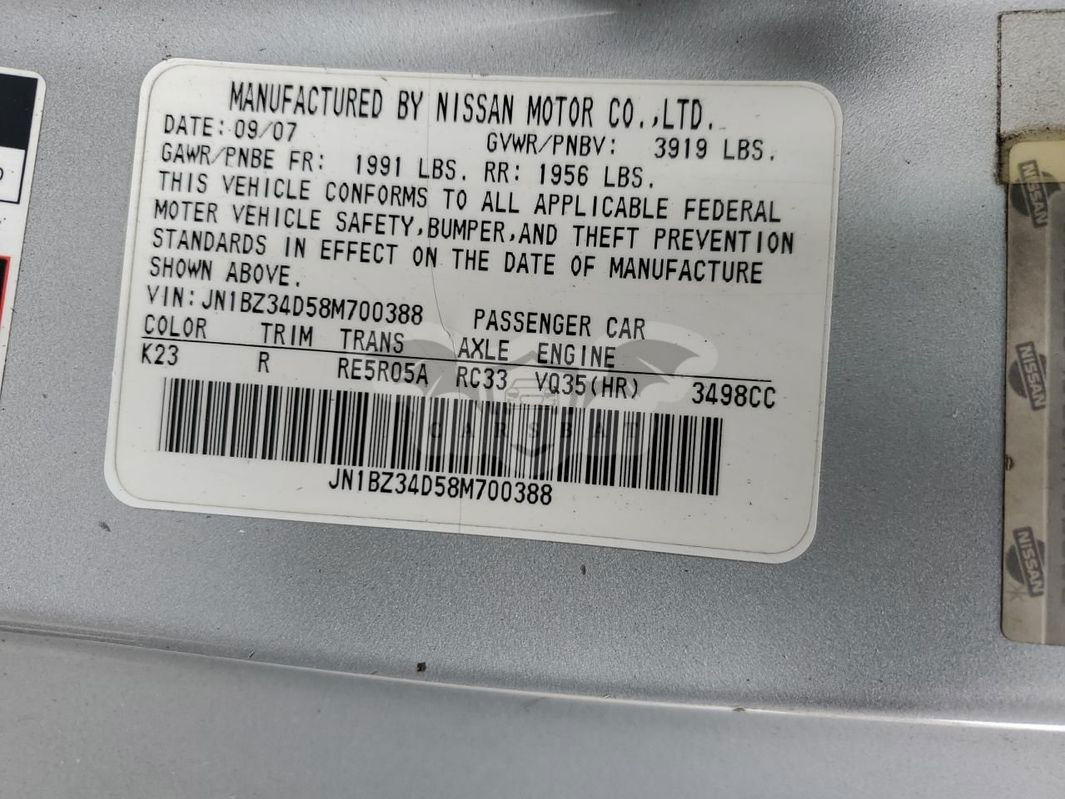 MANUFACTURED BY NISSAN MOTOR CO.,LTD.
DATE: 09/07 GVWR/PNBV: 3919 LBS.
GAWR/PNBE FR: 1991 LBS. RR: 1956 LBS.
THIS VEHICLE CONFORMS TO ALL APPLICABLE FEDERAL
MOTER VEHICLE SAFETY,BUMPER,AND THEFT PREVENTION
STANDARDS IN EFFECT ON THE DATE OF MANUFACTURE
SHOWN ABOVE.
VIN: JN1BZ34D58M700388 PASSENGER CAR
COLOR TRIM TRANS AXLE ENGINE
K23 R RE5R05A RC33 VQ35(HR) 3498CC
CARSBAT
JN1BZ34D58M700388
NISSAN
NISSAN
NISSAN